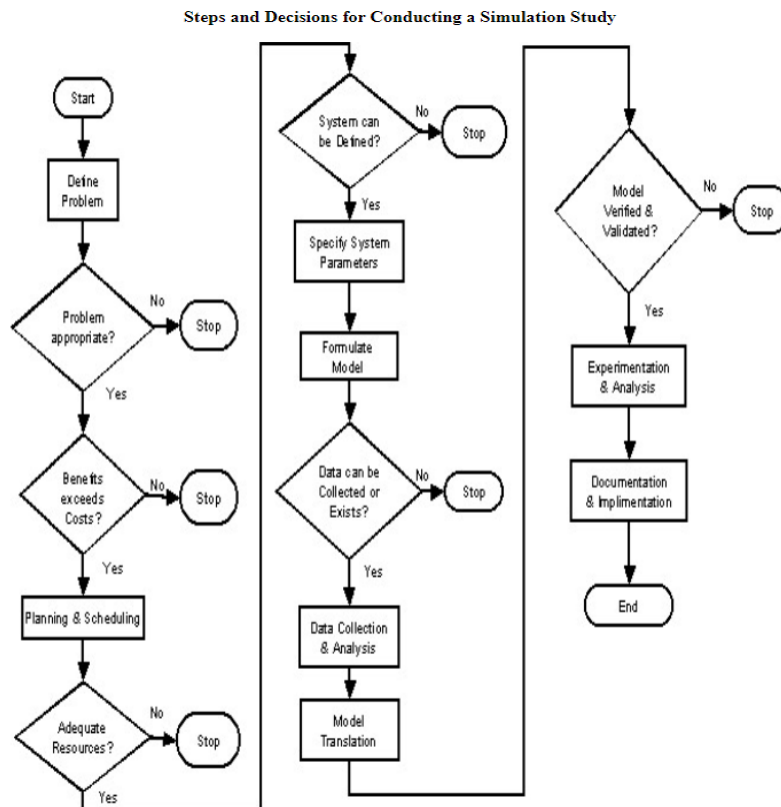 Steps and Decisions for Conducting a Simulation Study
Start
Define
Problem
Problem
appropriate?
No
Stop
Yes
Benefits
exceeds
Costs?
No
Stop
Yes
Planning & Scheduling
Adequate
Resources?
No
Stop
Yes
System can
be Defined?
No
Stop
Yes
Specify System
Parameters
Formulate
Model
Data can be
Collected or
Exists?
No
Stop
Yes
Data Collection
& Analysis
Model
Translation
Model
Verified &
Validated?
No
Stop
Yes
Experimentation
& Analysis
Documentation
& Implimentation
End